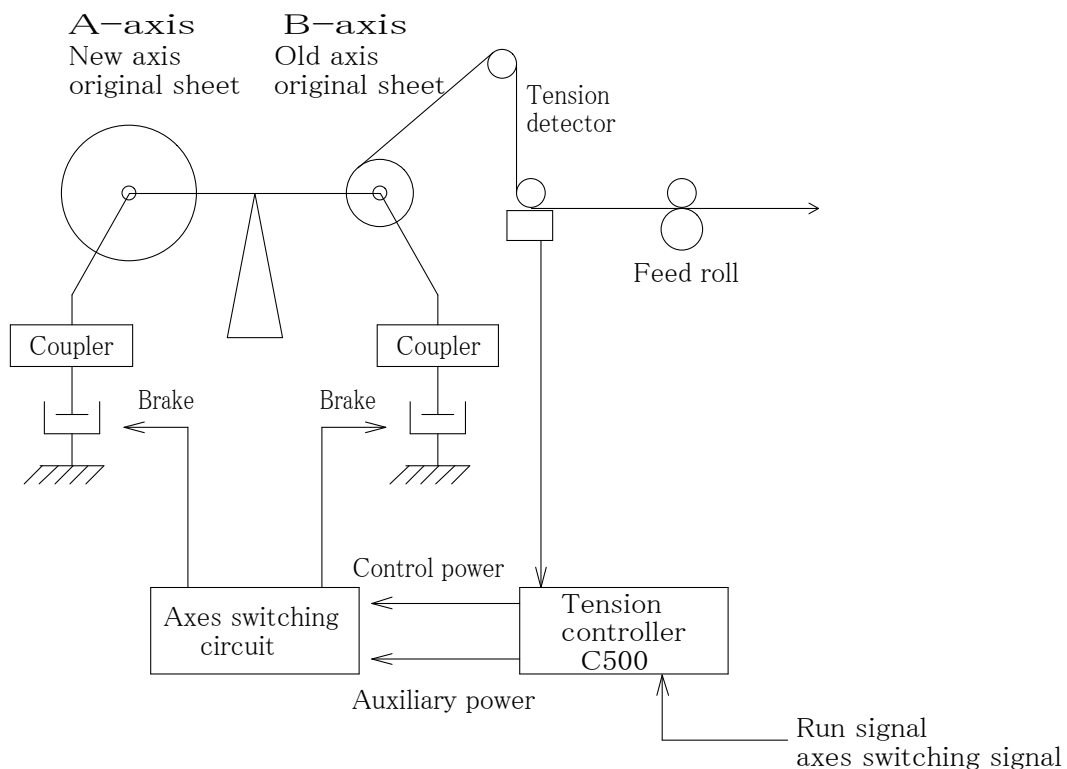 A-axis
New axis
original sheet
B-axis
Old axis
original sheet
Tension
detector
Feed roll
Coupler
Coupler
Brake
Brake
Control power
Axes switching
circuit
Tension
controller
C500
Auxiliary power
Run signal
axes switching signal